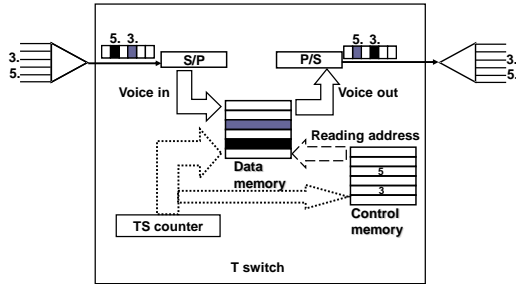 5. 3.
5. 3.
3.
5.
S/P
P/S
3.
5.
Voice in
Voice out
Reading address
Data
memory
5
3
Control
memory
TS counter
T switch